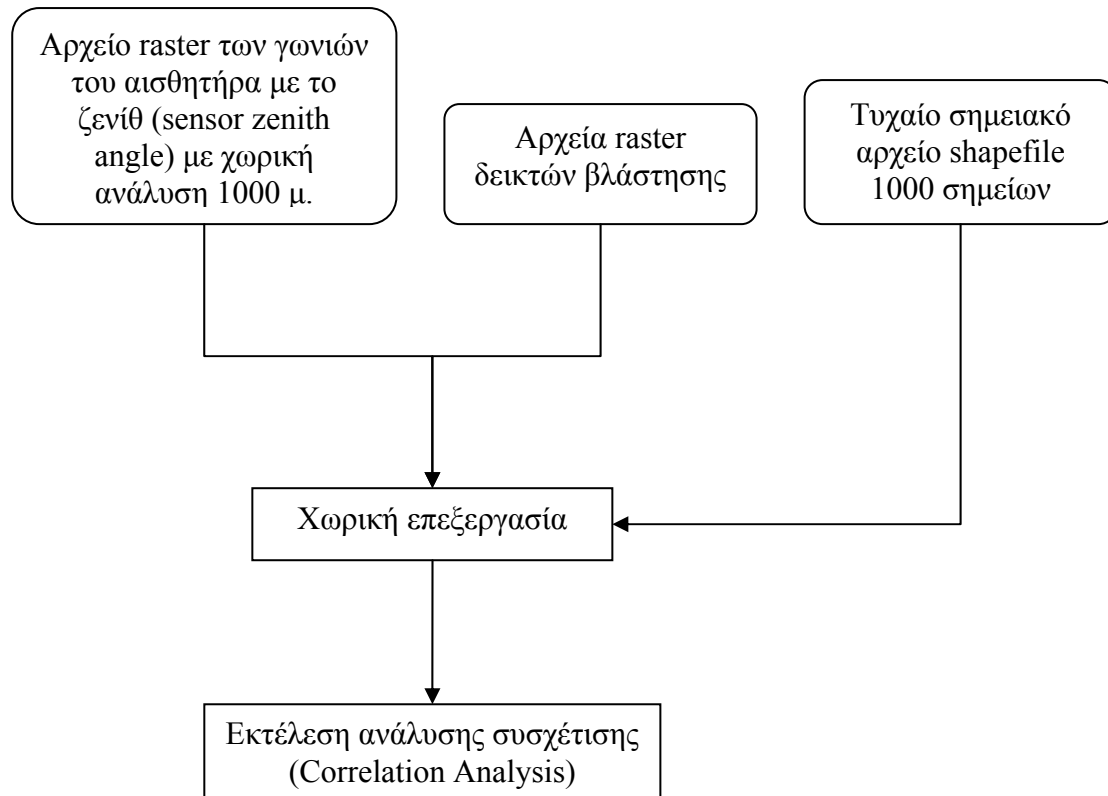 Αρχείο raster των γωνιών
του αισθητήρα με το
ζενίθ (sensor zenith
angle) με χωρική
ανάλυση 1000 μ.
Αρχεία raster
δεικτών βλάστησης
Τυχαίο σημειακό
αρχείο shapefile
1000 σημείων
Χωρική επεξεργασία
Εκτέλεση ανάλυσης συσχέτισης
(Correlation Analysis)